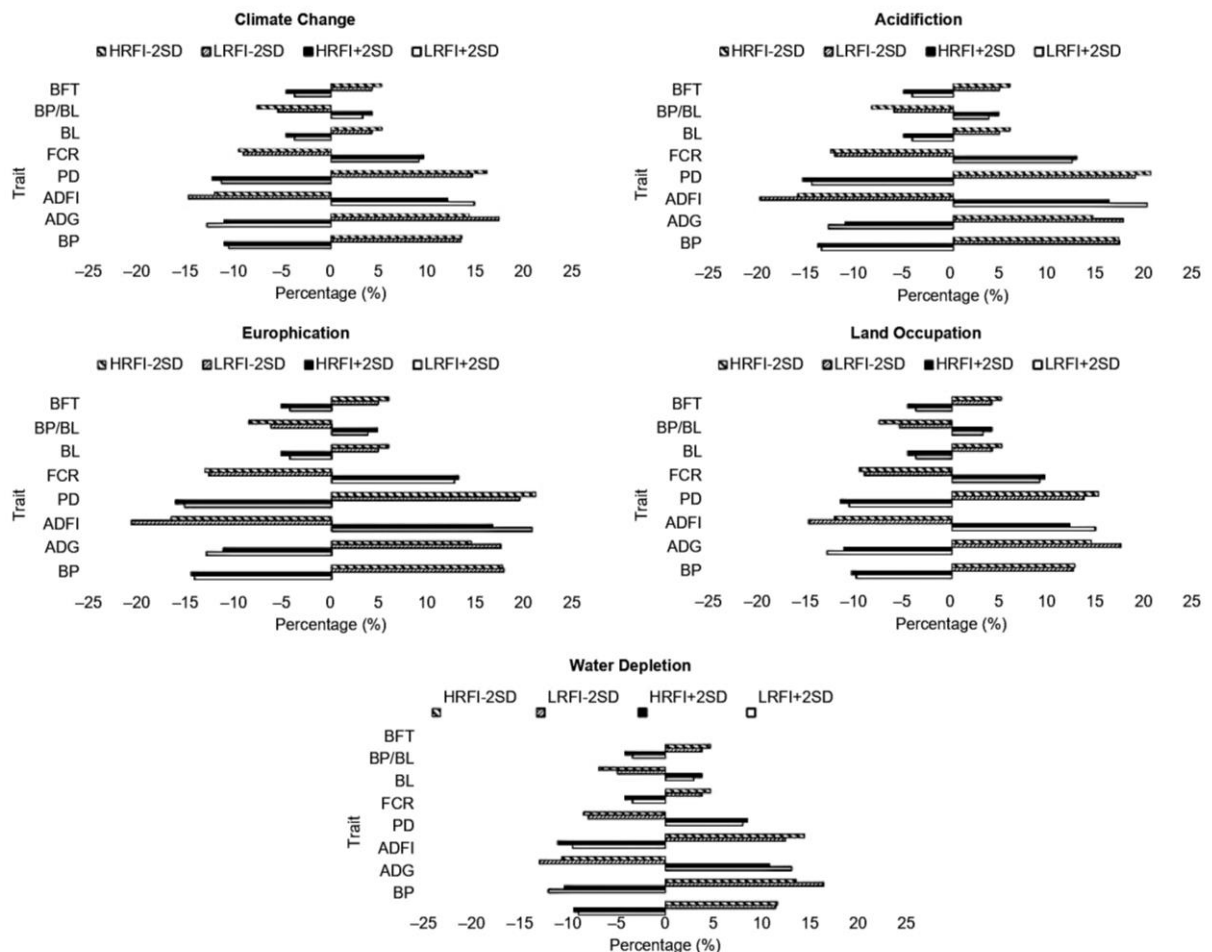 Climate Change
HRFI-2SD LRFI-2SD HRFI+2SD LRFI+2SD
BFT
BP/BL
BL
FCR
PD
ADFI
ADG
BP
Trait
–25 –20 –15 –10 –5 0 5 10 15 20 25
Percentage (%)
Acidifiction
HRFI-2SD LRFI-2SD HRFI+2SD LRFI+2SD
BFT
BP/BL
BL
FCR
PD
ADFI
ADG
BP
Trait
–25 –20 –15 –10 –5 0 5 10 15 20 25
Percentage (%)
Europhication
HRFI-2SD LRFI-2SD HRFI+2SD LRFI+2SD
BFT
BP/BL
BL
FCR
PD
ADFI
ADG
BP
Trait
–25 –20 –15 –10 –5 0 5 10 15 20 25
Percentage (%)
Land Occupation
HRFI-2SD LRFI-2SD HRFI+2SD LRFI+2SD
BFT
BP/BL
BL
FCR
PD
ADFI
ADG
BP
Trait
–25 –20 –15 –10 –5 0 5 10 15 20 25
Percentage (%)
Water Depletion
HRFI-2SD LRFI-2SD HRFI+2SD LRFI+2SD
BFT
BP/BL
BL
FCR
PD
ADFI
ADG
BP
Trait
–25 –20 –15 –10 –5 0 5 10 15 20 25
Percentage (%)